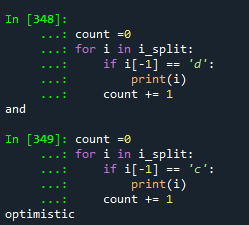 In [348]:
    ...: count =0
    ...: for i in i_split:
    ...:     if i[-1] == 'd':
    ...:         print(i)
    ...:     count += 1
and
In [349]: count =0
    ...: for i in i_split:
    ...:     if i[-1] == 'c':
    ...:         print(i)
    ...:     count += 1
optimistic